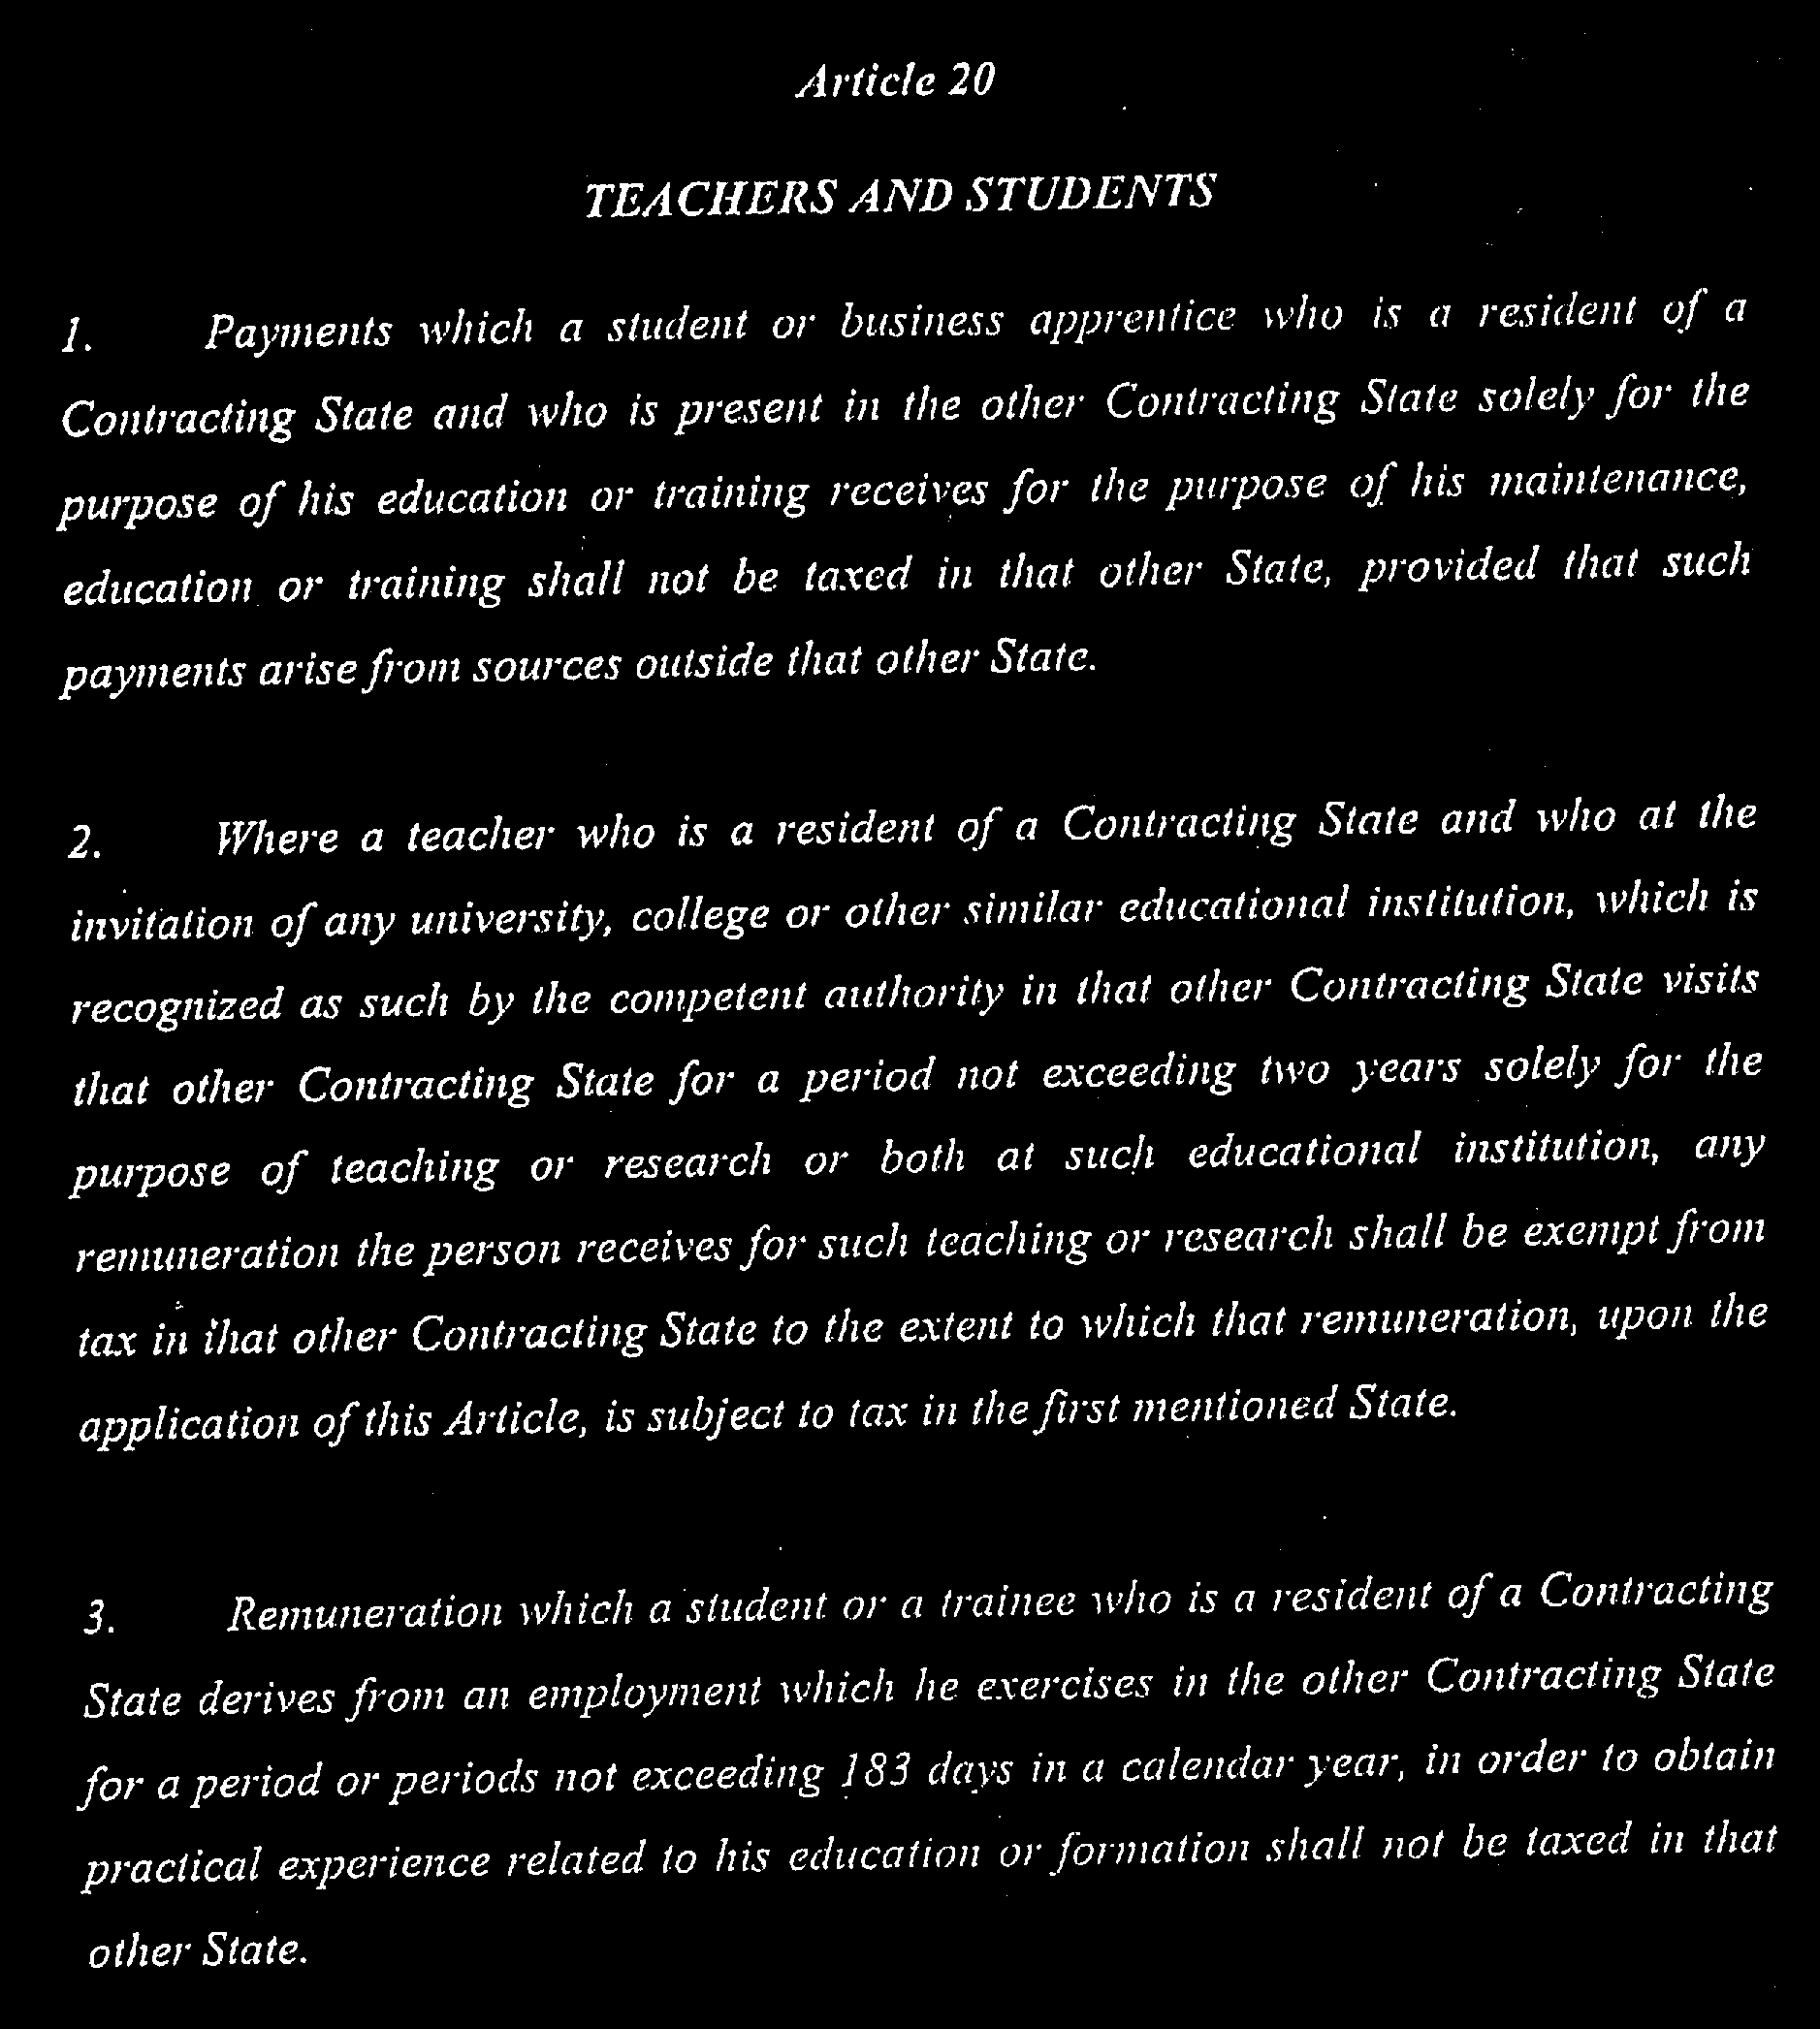 Article 20
TEACHERS AND STUDENTS
1. Payments which a student or business apprentice who is a resident of a
Contracting State and who is present in the other Contracting State solely for the
purpose of his education or training receives for the purpose of his maintenance,
education or training shall not be taxed in that other State, provided that such
payments arise from sources outside that other State.
2. Where a teacher who is a resident of a Contracting State and who at the
invitation of any university, college or other similar educational institution, which is
recognized as such by the competent authority in that other Contracting State visits
that other Contracting State for a period not exceeding two years solely for the
purpose of teaching or research or both at such educational institution, any
remuneration the person receives for such teaching or research shall be exempt from
tax in that other Contracting State to the extent to which that remuneration, upon the
application of this Article, is subject to tax in the first mentioned State.
3. Remuneration which a student or a trainee who is a resident of a Contracting
State derives from an employment which he exercises in the other Contracting State
for a period or periods not exceeding 183 days in a calendar year, in order to obtain
practical experience related to his education or formation shall not be taxed in that
other State.